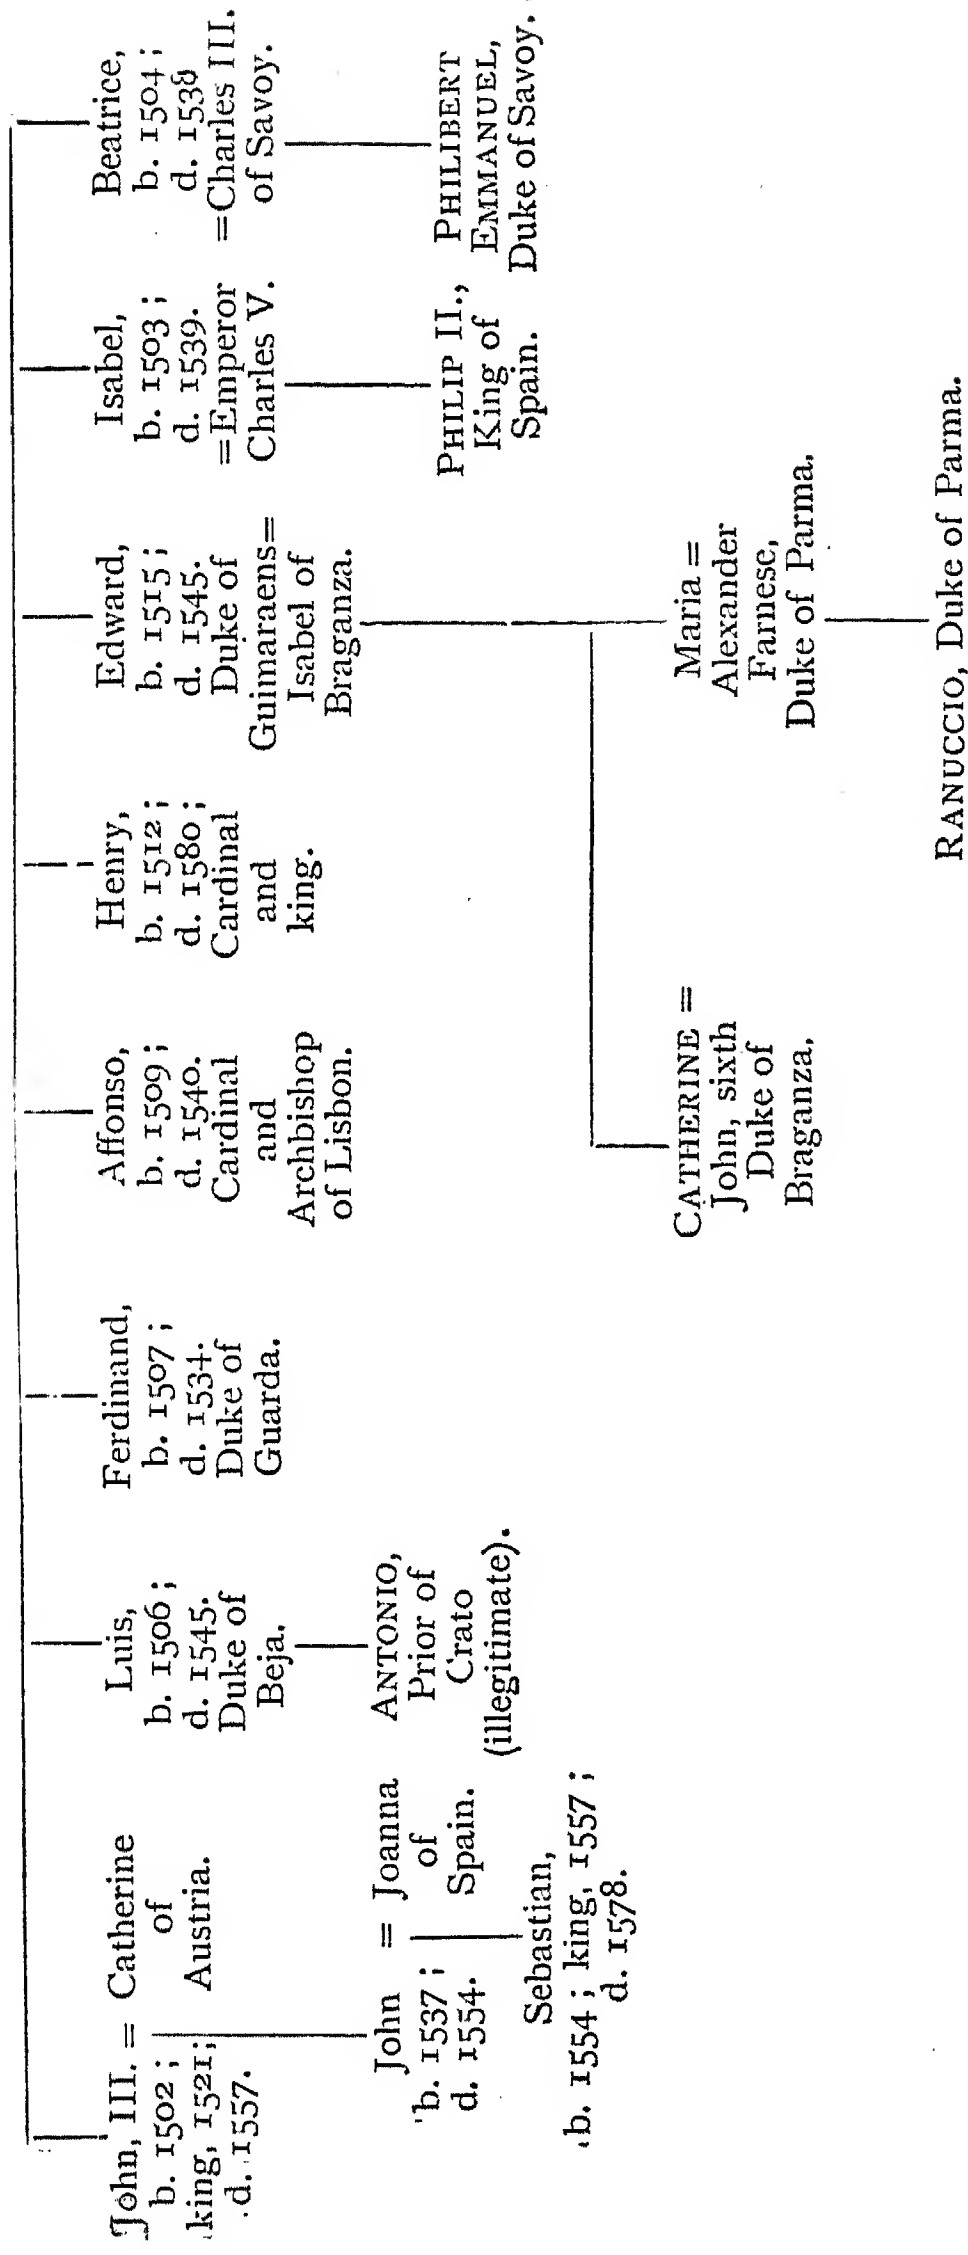 John, III. = Catherine
b. 1502 ; of
king, 1521; Austria.
d. 1557.
John = Joanna
b. 1537 ; of
d. 1554. Spain.
Sebastian,
b. 1554 ; king, 1557 ;
d. 1578.
Luis,
b. 1506 ;
d. 1545.
Duke of
Beja.
ANTONIO,
Prior of
Crato
(illegitimate).
Ferdinand,
b. 1507 ;
d. 1534.
Duke of
Guarda.
Affonso,
b. 1509 ;
d. 1540.
Cardinal
and
Archbishop
of Lisbon.
Henry,
b. 1512 ;
d. 1580 ;
Cardinal
and
king.
Edward,
b. 1515 ;
d. 1545.
Duke of
Guimaraens=
Isabel of
Braganza.
CATHERINE =
John, sixth
Duke of
Braganza.
Maria =
Alexander
Farnese,
Duke of Parma.
RANUCCIO, Duke of Parma.
Isabel,
b. 1503 ;
d. 1539.
=Emperor
Charles V.
PHILIP II.,
King of
Spain.
Beatrice,
b. 1504 ;
d. 1538
=Charles III.
of Savoy.
PHILIBERT
EMMANUEL,
Duke of Savoy.